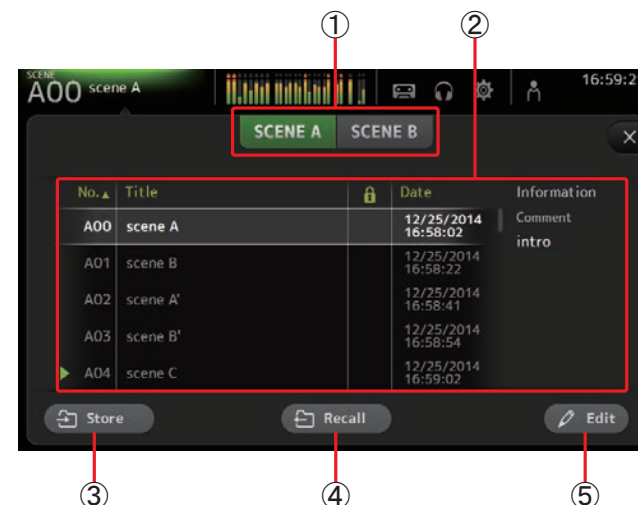 ① ②
SCENE
A00 scene A 16:59:2
SCENE A SCENE B
No. Title Date Information
A00 scene A 12/25/2014 16:58:02
Comment
intro
A01 scene B 12/25/2014 16:58:22
A02 scene A' 12/25/2014 16:58:41
A03 scene B' 12/25/2014 16:58:54
A04 scene C 12/25/2014 16:59:02
Store Recall Edit
③ ④ ⑤